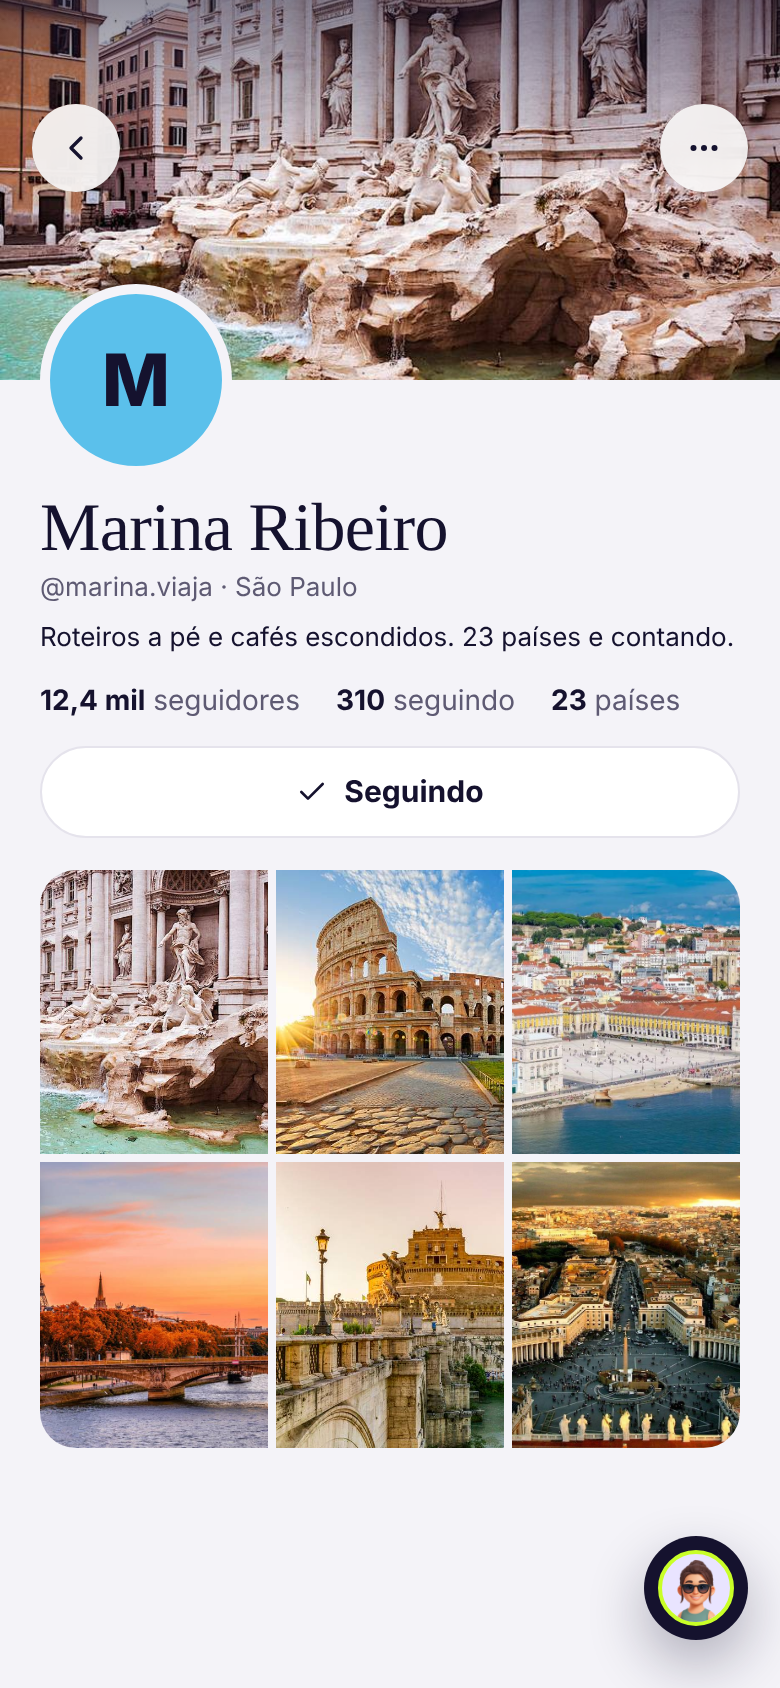 M
Marina Ribeiro
@marina.viaja · São Paulo
Roteiros a pé e cafés escondidos. 23 países e contando.
12,4 mil seguidores 310 seguindo 23 países
Seguindo